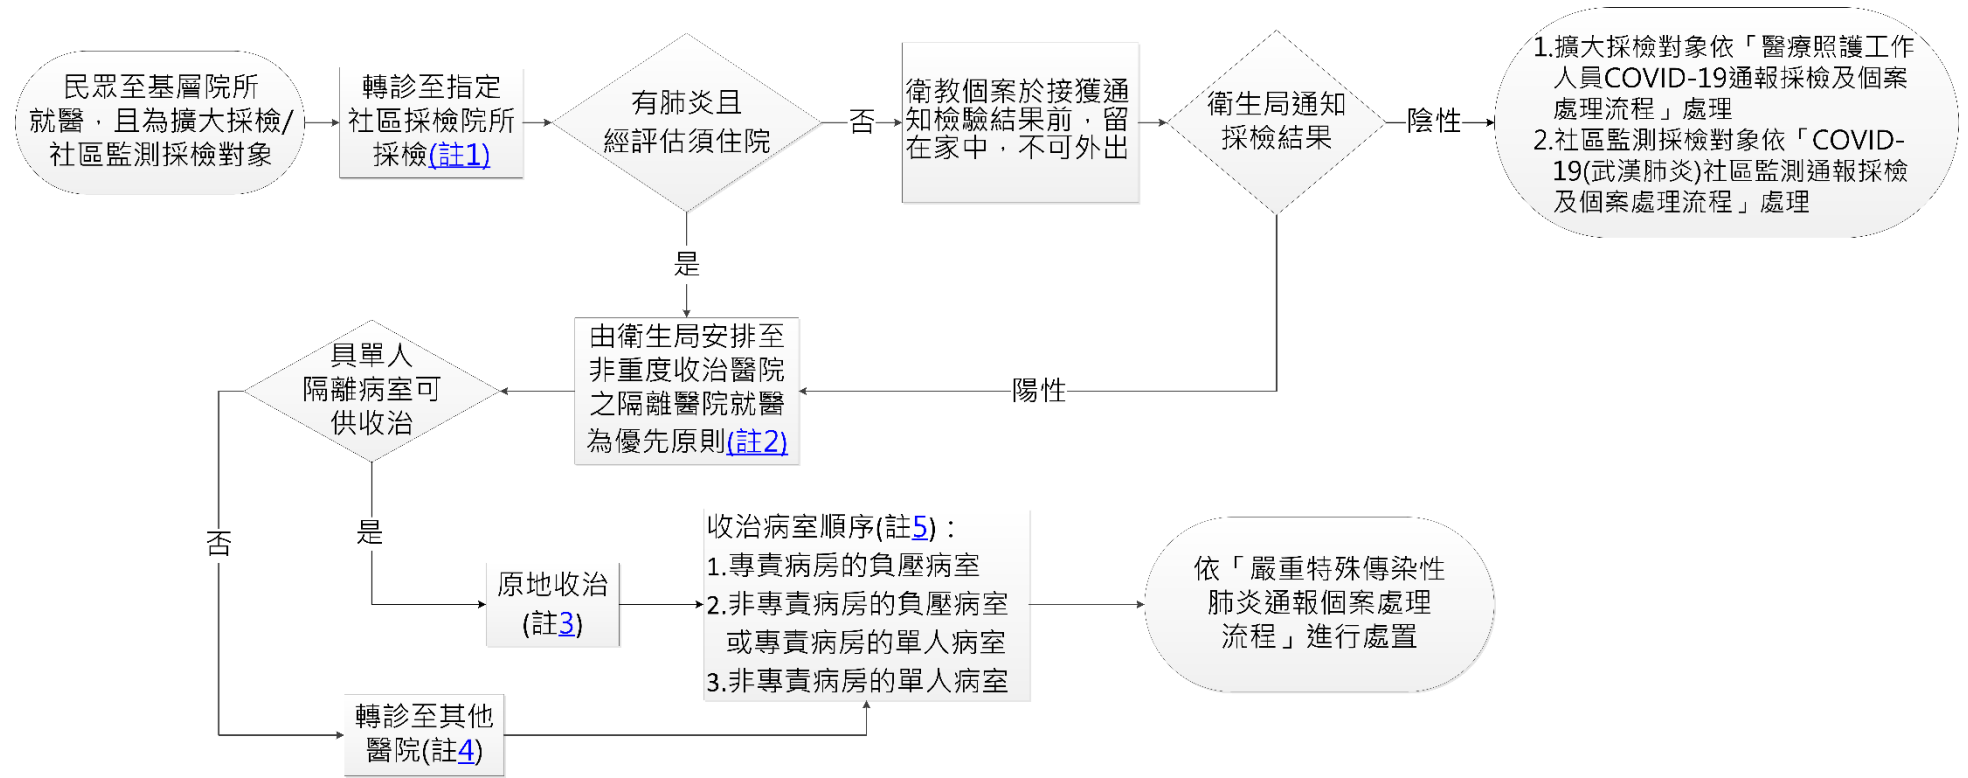 民眾至基層院所
就醫，且為擴大採檢/
社區監測採檢對象
轉診至指定
社區採檢院所
採檢(註1)
有肺炎且
經評估須住院
否
衛教個案於接獲通
知檢驗結果前，留
在家中，不可外出
衛生局通知
採檢結果
陰性
1.擴大採檢對象依「醫療照護工作
人員COVID-19通報採檢及個案
處理流程」處理
2.社區監測採檢對象依「COVID-
19(武漢肺炎)社區監測通報採檢
及個案處理流程」處理
是
陽性
由衛生局安排至
非重度收治醫院
之隔離醫院就醫
為優先原則(註2)
具單人
隔離病室可
供收治
否
是
原地收治
(註3)
轉診至其他
醫院(註4)
收治病室順序(註5)：
1.專責病房的負壓病室
2.非專責病房的負壓病室
或專責病房的單人病室
3.非專責病房的單人病室
依「嚴重特殊傳染性
肺炎通報個案處理
流程」進行處置